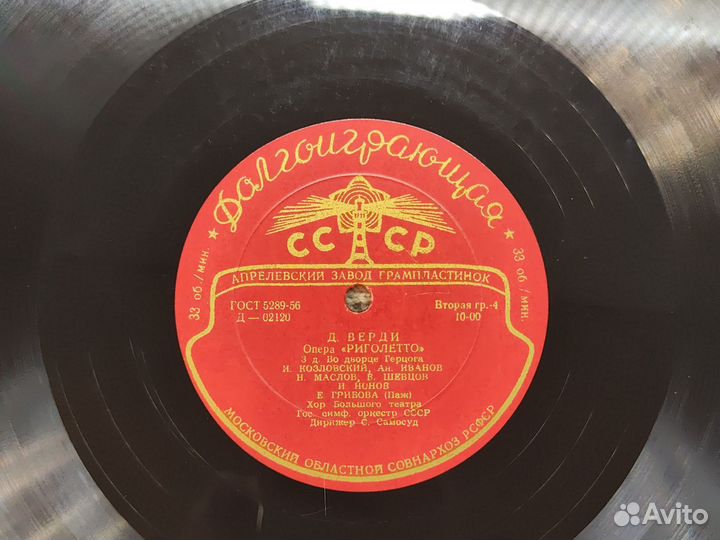 Долгоиграющая
СССР
33 об./мин.
33 об./мин.
АПРЕЛЕВСКИЙ ЗАВОД ГРАМПЛАСТИНОК
ГОСТ 5289-56 Вторая гр.-4
Д — 02120 10-00
Д. ВЕРДИ
Опера «РИГОЛЕТТО»
3 д. Во дворце Герцога
И. КОЗЛОВСКИЙ, Ан. ИВАНОВ
Н. МАСЛОВ, В. ШЕВЦОВ
И. ИОНОВ
Е. ГРИБОВА (Паж)
Хор Большого театра
Гос. симф. оркестр СССР
Дирижер С. Самосуд
МОСКОВСКИЙ ОБЛАСТНОЙ СОВНАРХОЗ РСФСР
Avito